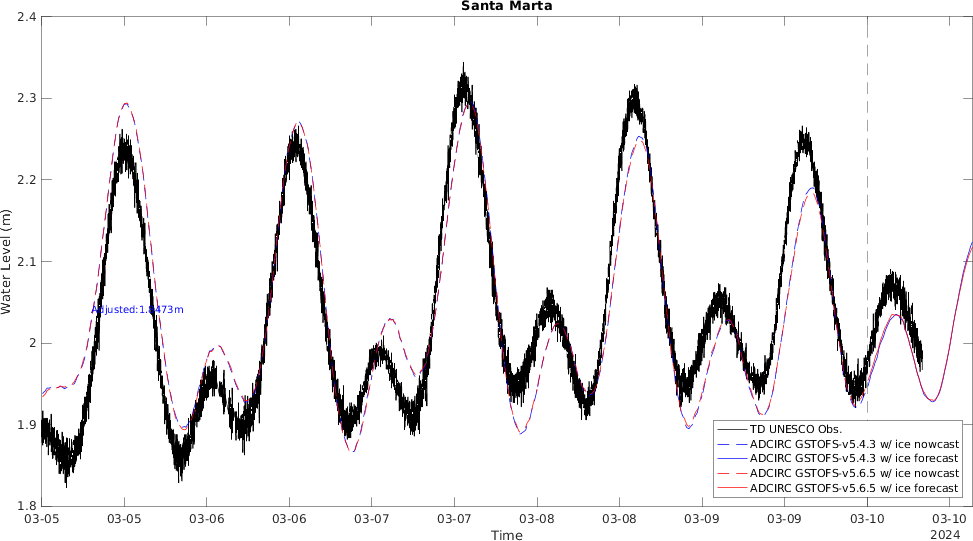 Santa Marta
Water Level (m)
2.4
2.3
2.2
2.1
2
1.9
1.8
Adjusted:1.8473m
TD UNESCO Obs.
ADCIRC GSTOFS-v5.4.3 w/ ice nowcast
ADCIRC GSTOFS-v5.4.3 w/ ice forecast
ADCIRC GSTOFS-v5.6.5 w/ ice nowcast
ADCIRC GSTOFS-v5.6.5 w/ ice forecast
03-05 03-05 03-06 03-06 03-07 03-07 03-08 03-08 03-09 03-09 03-10 03-10
2024
Time